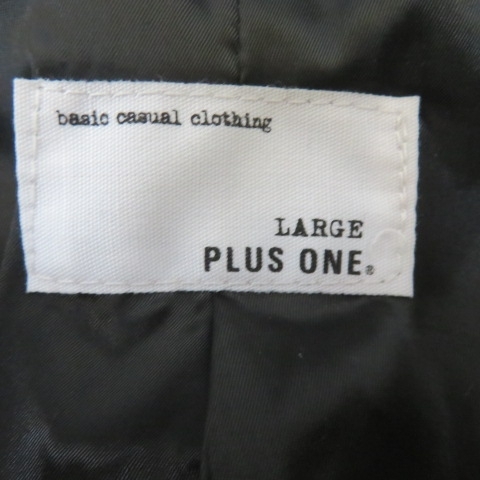 basic casual clothing
LARGE
PLUS ONE®